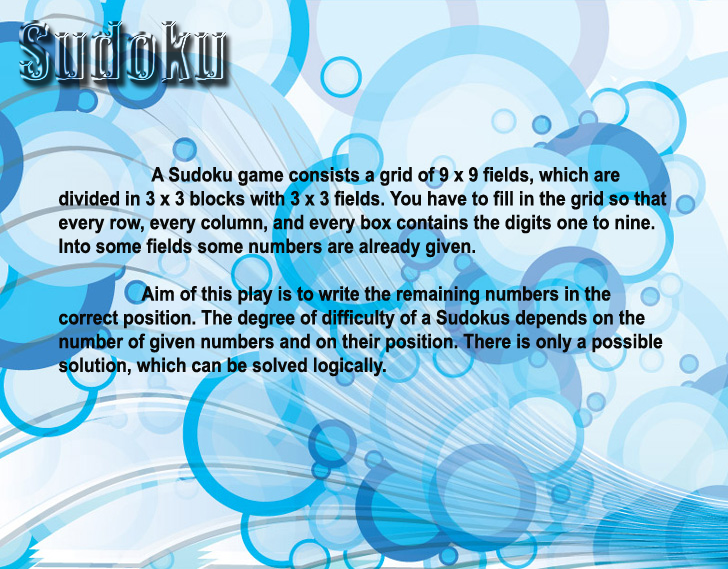 Sudoku
A Sudoku game consists a grid of 9 x 9 fields, which are
divided in 3 x 3 blocks with 3 x 3 fields. You have to fill in the grid so that
every row, every column, and every box contains the digits one to nine.
Into some fields some numbers are already given.
Aim of this play is to write the remaining numbers in the
correct position. The degree of difficulty of a Sudokus depends on the
number of given numbers and on their position. There is only a possible
solution, which can be solved logically.